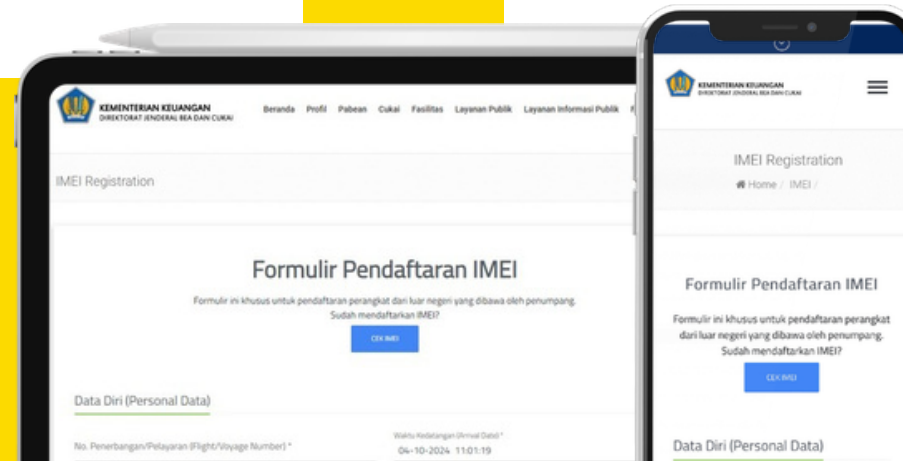 KEMENTERIAN KEUANGAN
DIREKTORAT JENDERAL BEA DAN CUKAI
Beranda Profil Pabean Cukai Fasilitas Layanan Publik Layanan Informasi Publik
IMEI Registration
Formulir Pendaftaran IMEI
Formulir ini khusus untuk pendaftaran perangkat dari luar negeri yang dibawa oleh penumpang.
Sudah mendaftarkan IMEI?
CEK IMEI
Data Diri (Personal Data)
No. Penerbangan/Pelayaran (Flight/Voyage Number) *
Waktu Kedatangan (Arrival Date) *
04-10-2024 11:01:19
KEMENTERIAN KEUANGAN
DIREKTORAT JENDERAL BEA DAN CUKAI
IMEI Registration
Home / IMEI /
Formulir Pendaftaran IMEI
Formulir ini khusus untuk pendaftaran perangkat
dari luar negeri yang dibawa oleh penumpang.
Sudah mendaftarkan IMEI?
CEK IMEI
Data Diri (Personal Data)